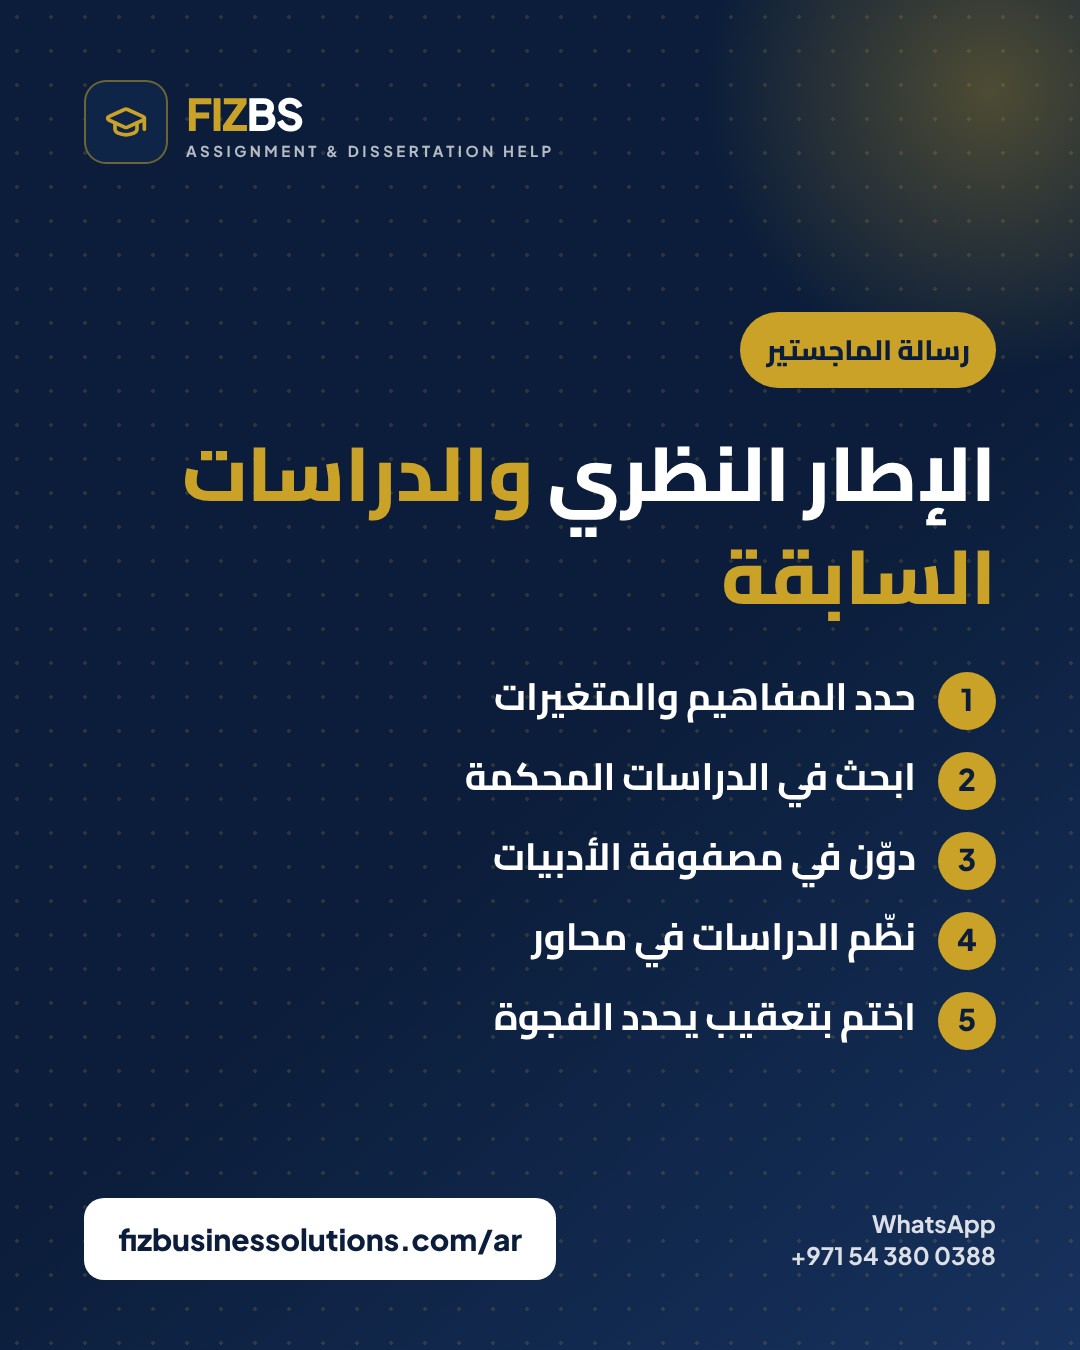 FIZBS
ASSIGNMENT & DISSERTATION HELP
رسالة الماجستير
الإطار النظري والدراسات
السابقة
1 حدد المفاهيم والمتغيرات
2 ابحث في الدراسات المحكمة
3 دوّن في مصفوفة الأدبيات
4 نظّم الدراسات في محاور
5 اختم بتعقيب يحدد الفجوة
fizbusinessolutions.com/ar
WhatsApp
+971 54 380 0388